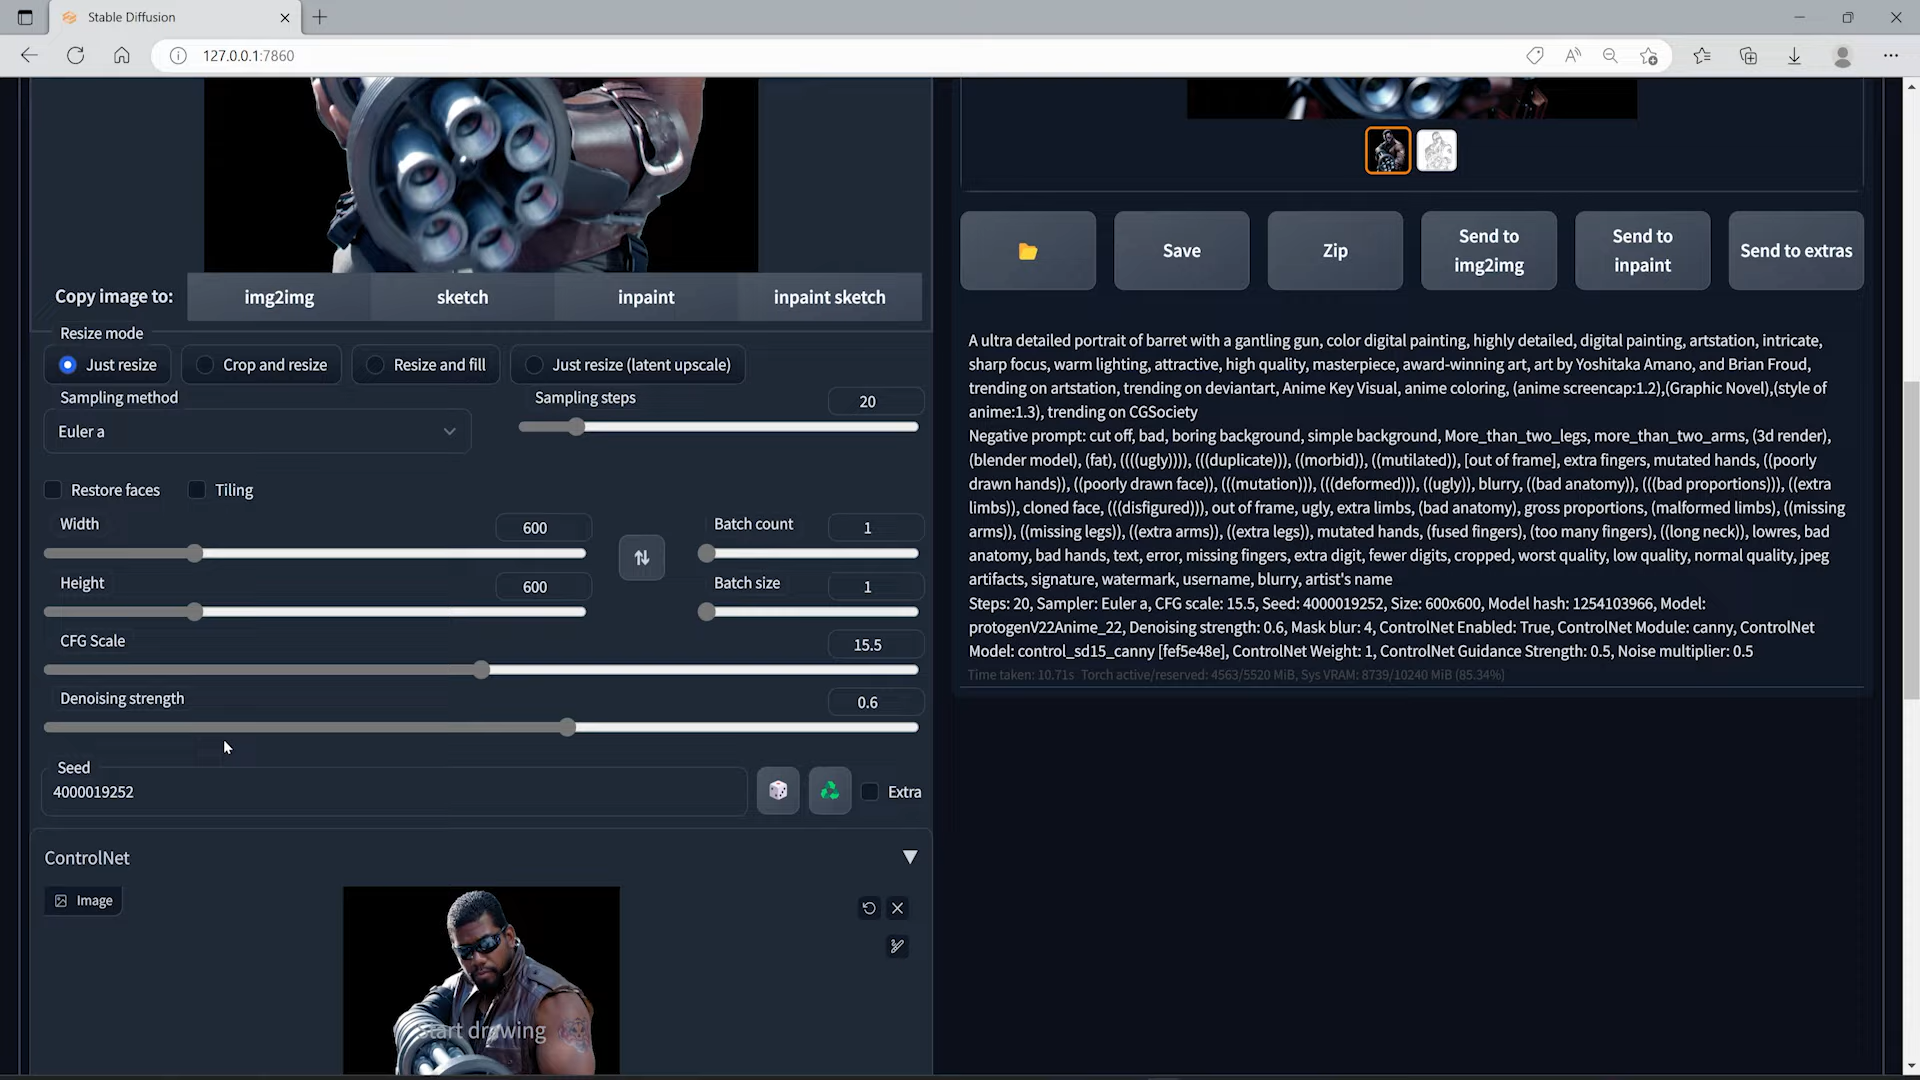 Stable Diffusion
127.0.0.1:7860
Copy image to:
img2img
sketch
inpaint
inpaint sketch
Resize mode
Just resize
Crop and resize
Resize and fill
Just resize (latent upscale)
Sampling method
Euler a
Sampling steps
20
Restore faces
Tiling
Width
600
Height
600
Batch count
1
Batch size
1
CFG Scale
15.5
Denoising strength
0.6
Seed
4000019252
Extra
ControlNet
Image
Start drawing
Save
Zip
Send to
img2img
Send to
inpaint
Send to extras
A ultra detailed portrait of barret with a gantling gun, color digital painting, highly detailed, digital painting, artstation, intricate,
sharp focus, warm lighting, attractive, high quality, masterpiece, award-winning art, art by Yoshitaka Amano, and Brian Froud,
trending on artstation, trending on deviantart, Anime Key Visual, anime coloring, (anime screencap:1.2),(Graphic Novel),(style of
anime:1.3), trending on CGSociety
Negative prompt: cut off, bad, boring background, simple background, More_than_two_legs, more_than_two_arms, (3d render),
(blender model), (fat), ((((ugly)))), (((duplicate))), ((morbid)), ((mutilated)), [out of frame], extra fingers, mutated hands, ((poorly
drawn hands)), ((poorly drawn face)), (((mutation))), (((deformed))), ((ugly)), blurry, ((bad anatomy)), (((bad proportions))), ((extra
limbs)), cloned face, (((disfigured))), out of frame, ugly, extra limbs, (bad anatomy), gross proportions, (malformed limbs), ((missing
arms)), ((missing legs)), ((extra arms)), ((extra legs)), mutated hands, (fused fingers), (too many fingers), ((long neck)), lowres, bad
anatomy, bad hands, text, error, missing fingers, extra digit, fewer digits, cropped, worst quality, low quality, normal quality, jpeg
artifacts, signature, watermark, username, blurry, artist's name
Steps: 20, Sampler: Euler a, CFG scale: 15.5, Seed: 4000019252, Size: 600x600, Model hash: 1254103966, Model:
protogenV22Anime_22, Denoising strength: 0.6, Mask blur: 4, ControlNet Enabled: True, ControlNet Module: canny, ControlNet
Model: control_sd15_canny [fef5e48e], ControlNet Weight: 1, ControlNet Guidance Strength: 0.5, Noise multiplier: 0.5
Time taken: 10.71s Torch active/reserved: 4563/5520 MiB, Sys VRAM: 8739/10240 MiB (85.34%)